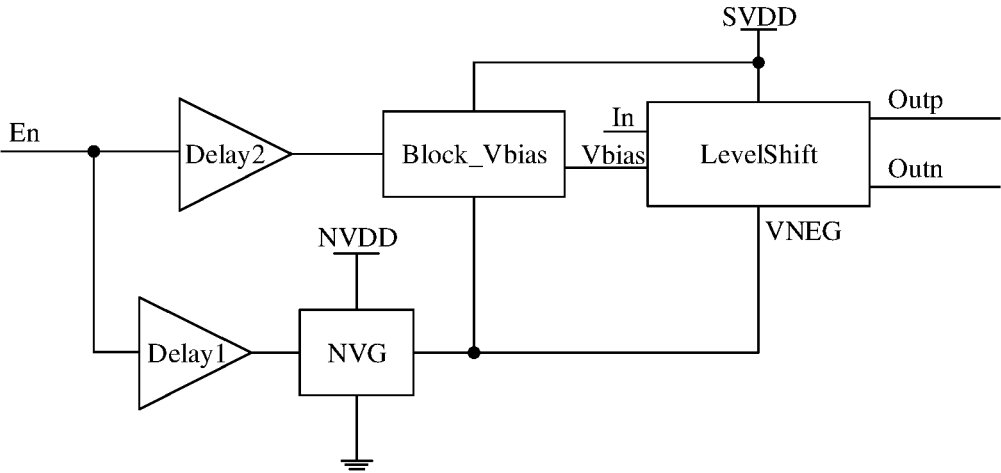 SVDD
Outp
In
En
Delay2
Block_Vbias
Vbias
LevelShift
Outn
NVDD
VNEG
Delay1
NVG